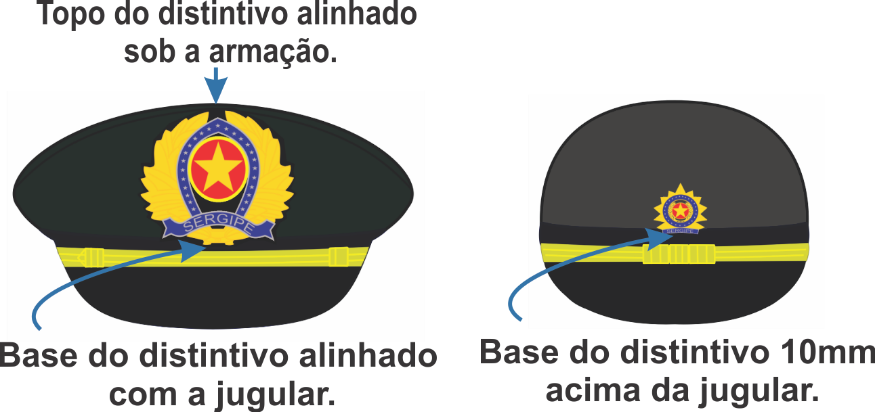 Topo do distintivo alinhado
sob a armação.
SERGIPE
Base do distintivo alinhado
com a jugular.
SERGIPE
Base do distintivo 10mm
acima da jugular.